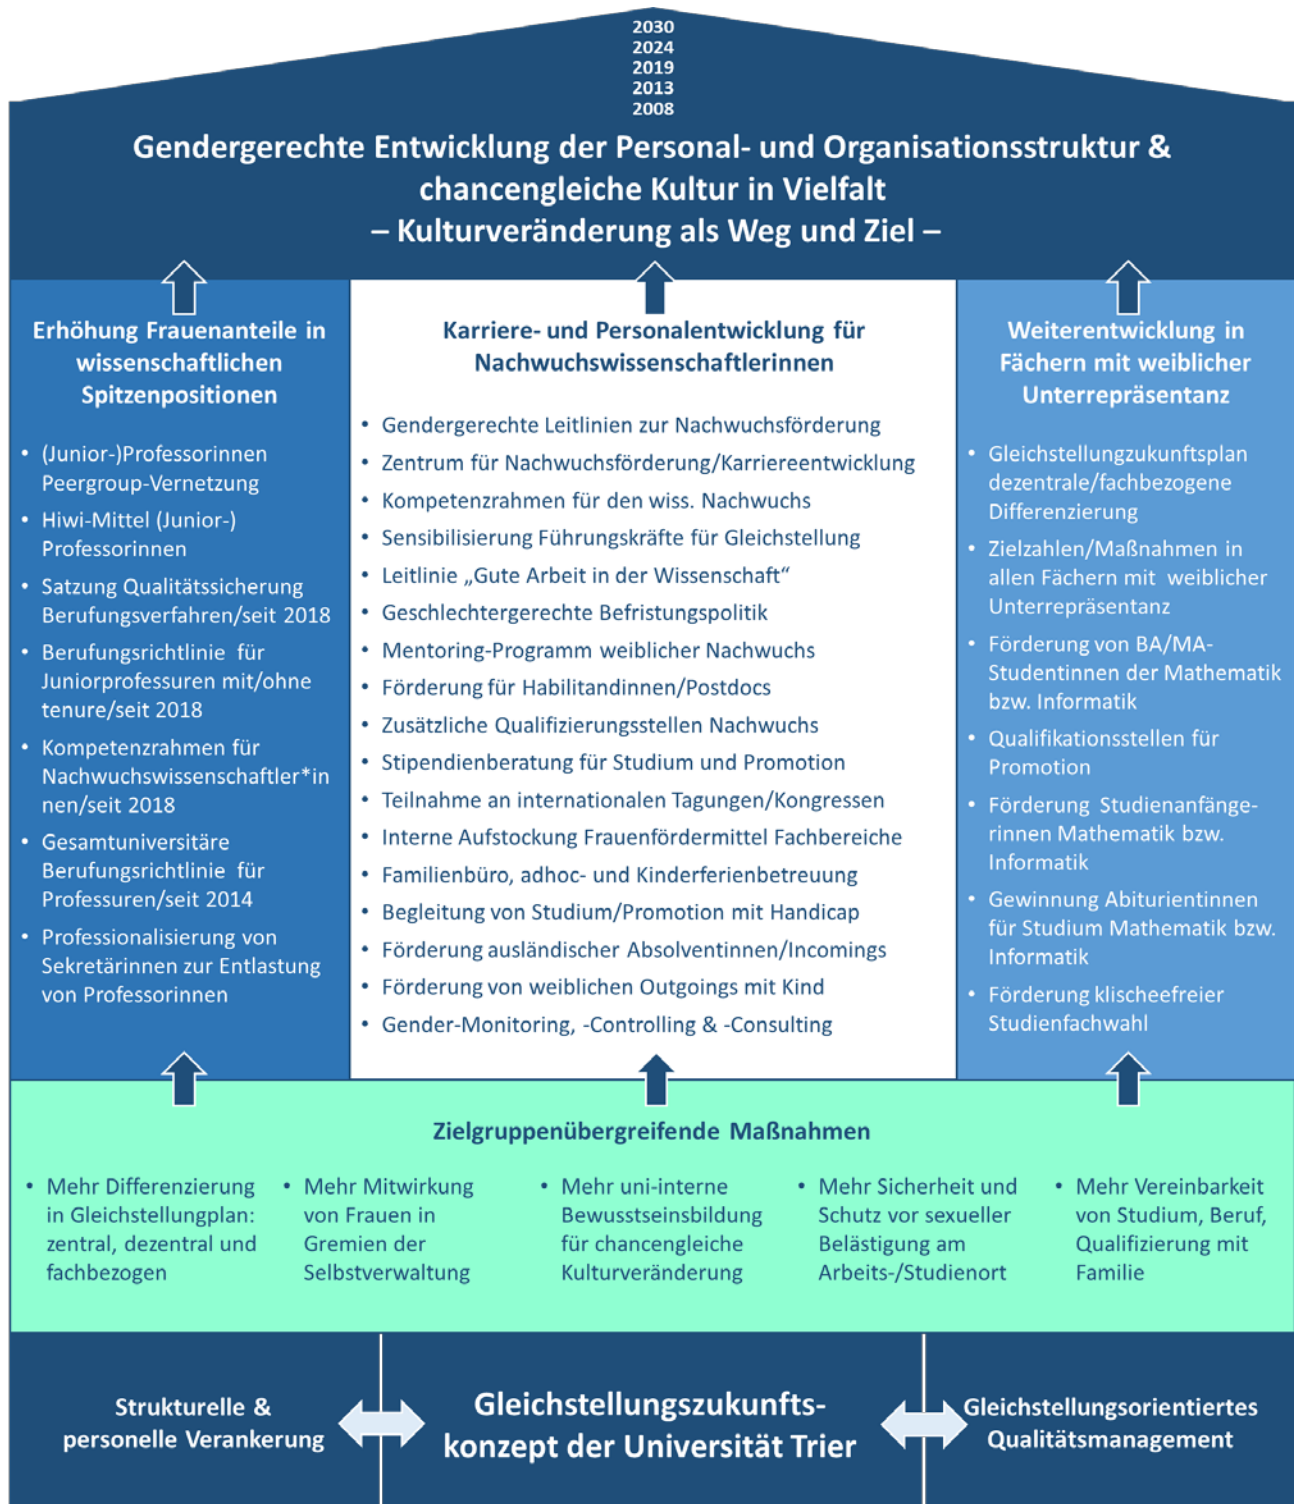 2030
2024
2019
2013
2008
Gendergerechte Entwicklung der Personal- und Organisationsstruktur &
chancengleiche Kultur in Vielfalt
– Kulturveränderung als Weg und Ziel –
Erhöhung Frauenanteile in
wissenschaftlichen
Spitzenpositionen
• (Junior-)Professorinnen
Peergroup-Vernetzung
• Hiwi-Mittel (Junior-)
Professorinnen
• Satzung Qualitätssicherung
Berufungsverfahren/seit 2018
• Berufungsrichtlinie für
Juniorprofessuren mit/ohne
tenure/seit 2018
• Kompetenzrahmen für
Nachwuchswissenschaftler*in
nen/seit 2018
• Gesamtuniversitäre
Berufungsrichtlinie für
Professuren/seit 2014
• Professionalisierung von
Sekretärinnen zur Entlastung
von Professorinnen
Karriere- und Personalentwicklung für
Nachwuchswissenschaftlerinnen
• Gendergerechte Leitlinien zur Nachwuchsförderung
• Zentrum für Nachwuchsförderung/Karriereentwicklung
• Kompetenzrahmen für den wiss. Nachwuchs
• Sensibilisierung Führungskräfte für Gleichstellung
• Leitlinie „Gute Arbeit in der Wissenschaft“
• Geschlechtergerechte Befristungspolitik
• Mentoring-Programm weiblicher Nachwuchs
• Förderung für Habilitandinnen/Postdocs
• Zusätzliche Qualifizierungsstellen Nachwuchs
• Stipendienberatung für Studium und Promotion
• Teilnahme an internationalen Tagungen/Kongressen
• Interne Aufstockung Frauenfördermittel Fachbereiche
• Familienbüro, adhoc- und Kinderferienbetreuung
• Begleitung von Studium/Promotion mit Handicap
• Förderung ausländischer Absolventinnen/Incomings
• Förderung von weiblichen Outgoings mit Kind
• Gender-Monitoring, -Controlling & -Consulting
Weiterentwicklung in
Fächern mit weiblicher
Unterrepräsentanz
• Gleichstellungzukunftsplan
dezentrale/fachbezogene
Differenzierung
• Zielzahlen/Maßnahmen in
allen Fächern mit weiblicher
Unterrepräsentanz
• Förderung von BA/MA-
Studentinnen der Mathematik
bzw. Informatik
• Qualifikationsstellen für
Promotion
• Förderung Studienanfänge-
rinnen Mathematik bzw.
Informatik
• Gewinnung Abiturientinnen
für Studium Mathematik bzw.
Informatik
• Förderung klischeefreier
Studienfachwahl
Zielgruppenübergreifende Maßnahmen
• Mehr Differenzierung
in Gleichstellungplan:
zentral, dezentral und
fachbezogen
• Mehr Mitwirkung
von Frauen in
Gremien der
Selbstverwaltung
• Mehr uni-interne
Bewusstseinsbildung
für chancengleiche
Kulturveränderung
• Mehr Sicherheit und
Schutz vor sexueller
Belästigung am
Arbeits-/Studienort
• Mehr Vereinbarkeit
von Studium, Beruf,
Qualifizierung mit
Familie
Strukturelle &
personelle Verankerung
Gleichstellungszukunfts-
konzept der Universität Trier
Gleichstellungsorientiertes
Qualitätsmanagement